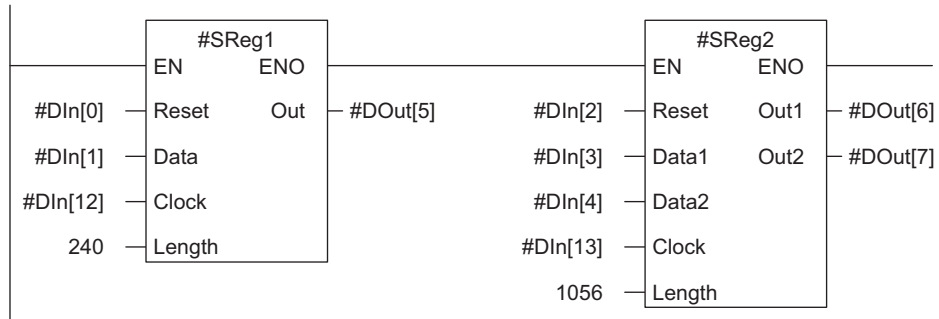 #SReg1 #SReg2
EN ENO EN ENO
#DIn[0] Reset Out #DOut[5] #DIn[2] Reset Out1 #DOut[6]
#DIn[1] Data #DIn[3] Data1 Out2 #DOut[7]
#DIn[12] Clock #DIn[4] Data2
240 Length #DIn[13] Clock
1056 Length